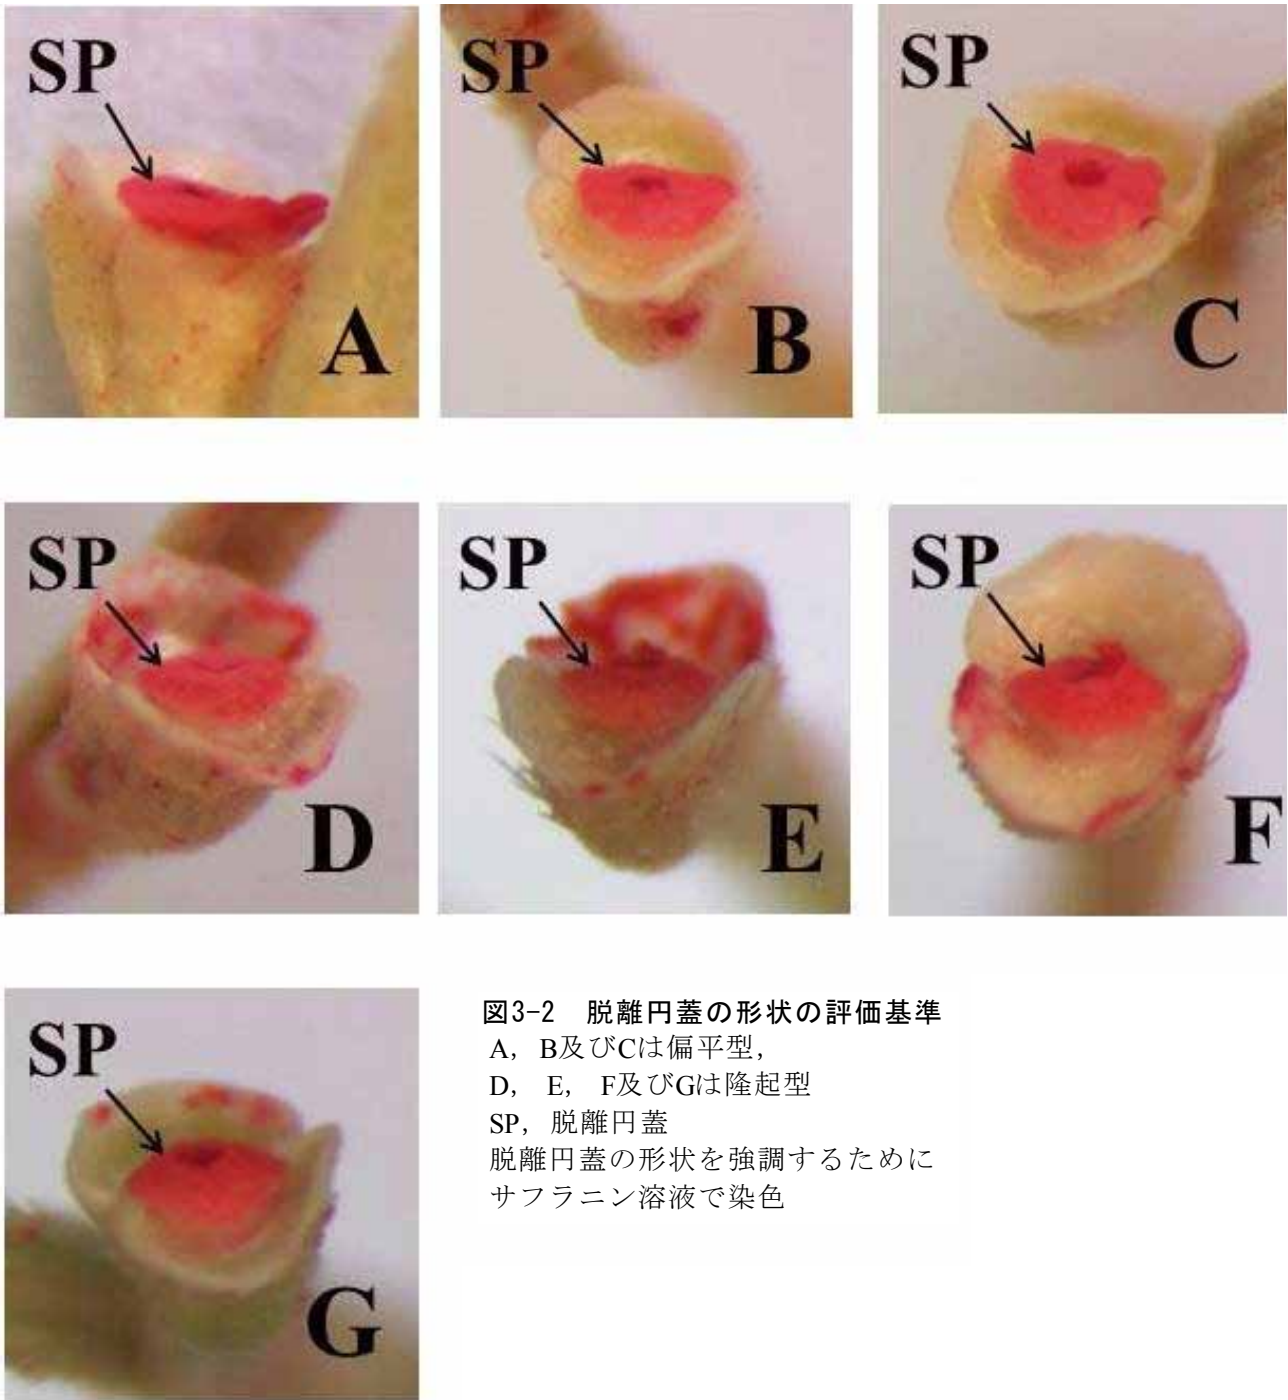 SP
A
SP
B
SP
C
SP
D
SP
E
SP
F
SP
G
図3-2 脱離円蓋の形状の評価基準
A, B及びCは偏平型,
D, E, F及びGは隆起型
SP, 脱離円蓋
脱離円蓋の形状を強調するために
サフラニン溶液で染色